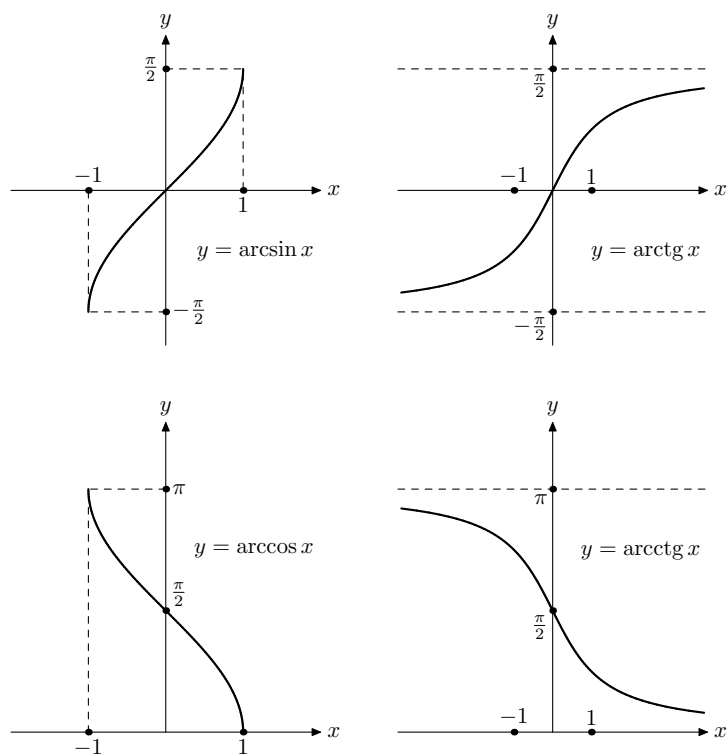 y
π/2
−1
x
1
y = arcsin x
−π/2
y
π/2
−1
1
x
y = arctg x
−π/2
y
π
y = arccos x
π/2
x
−1
1
y
π
y = arcctg x
π/2
−1
1
x